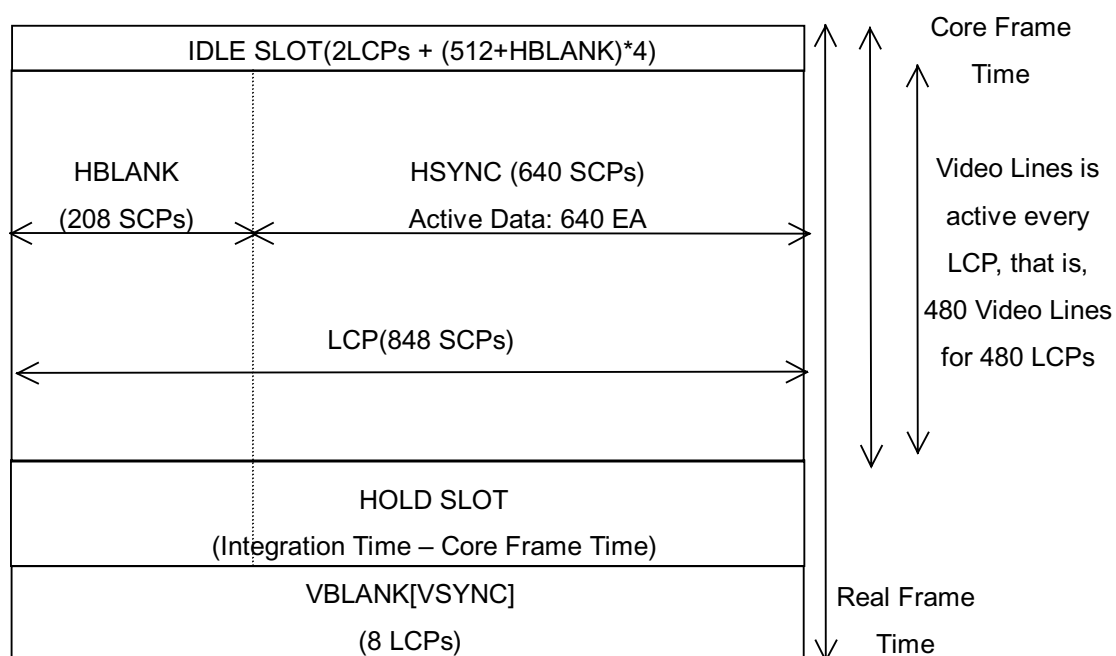 IDLE SLOT(2LCPs + (512+HBLANK)*4)
HBLANK
(208 SCPs)
HSYNC (640 SCPs)
Active Data: 640 EA
LCP(848 SCPs)
HOLD SLOT
(Integration Time – Core Frame Time)
VBLANK[VSYNC]
(8 LCPs)
Core Frame
Time
Video Lines is
active every
LCP, that is,
480 Video Lines
for 480 LCPs
Real Frame
Time